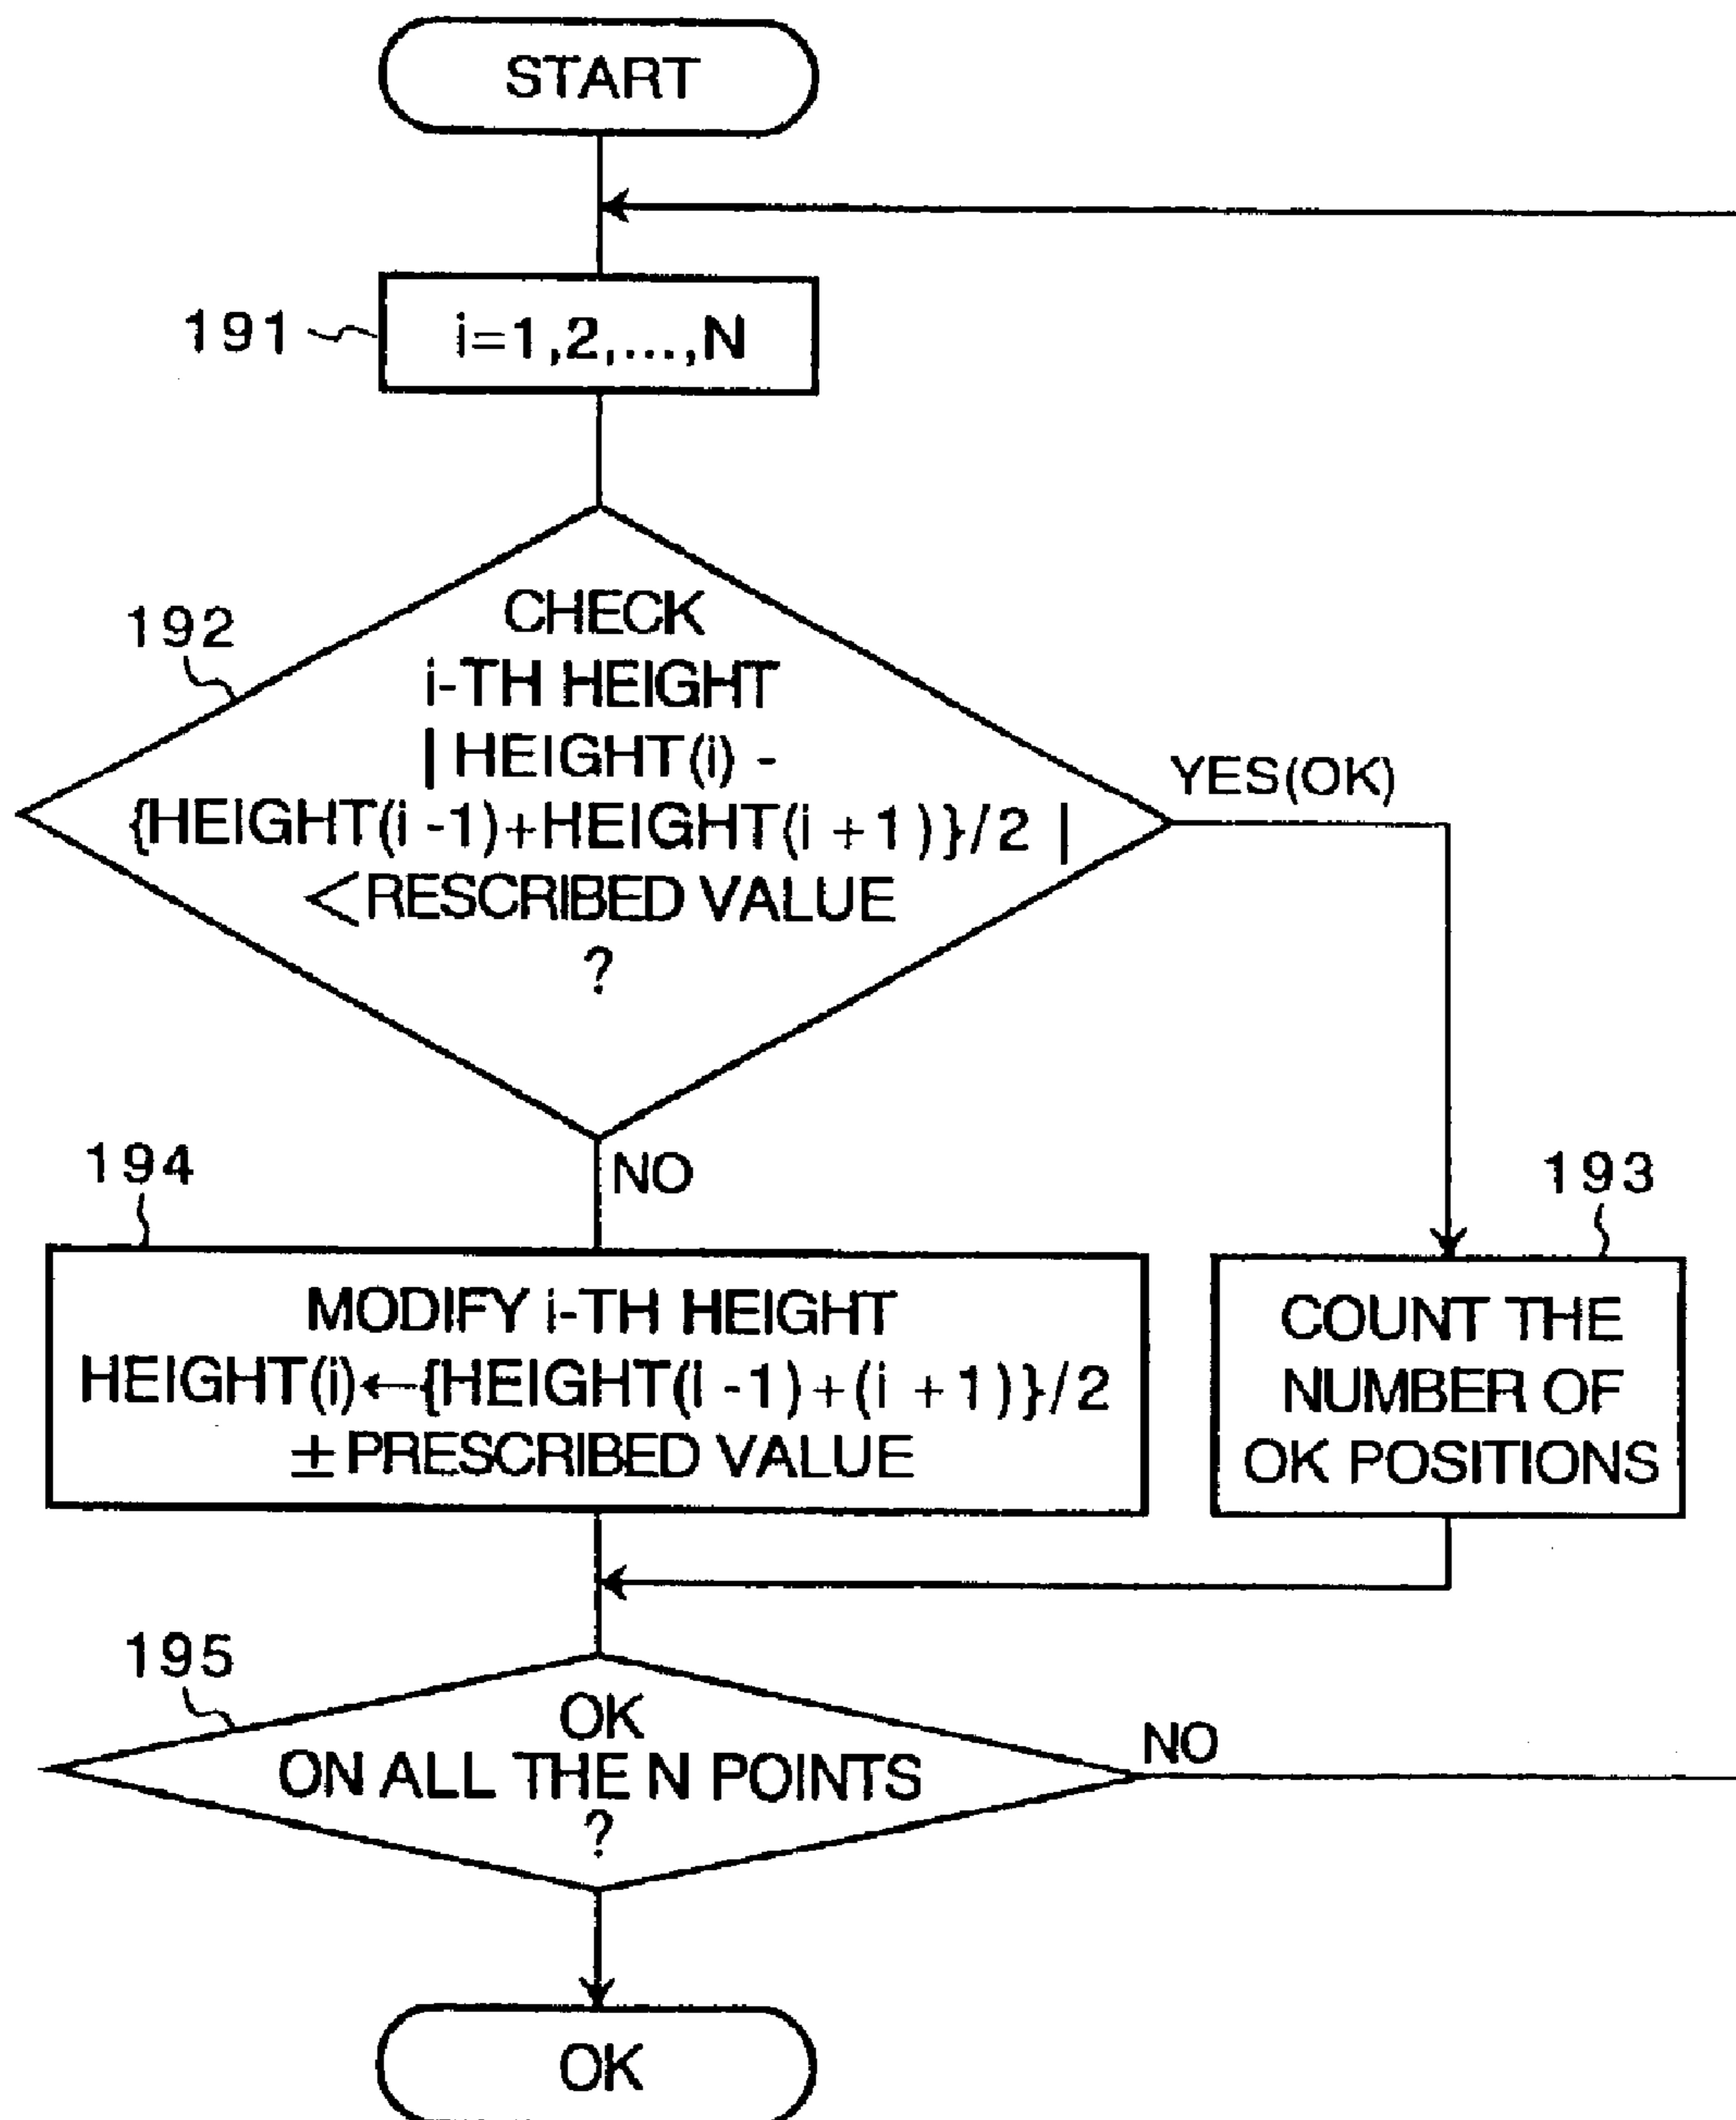 START
191
i=1,2,...,N
192
CHECK
i-TH HEIGHT
| HEIGHT(i) -
{HEIGHT(i -1)+HEIGHT(i +1)}/2 |
<RESCRIBED VALUE
?
YES(OK)
NO
194
MODIFY i-TH HEIGHT
HEIGHT(i)←{HEIGHT(i -1)+(i +1)}/2
±PRESCRIBED VALUE
193
COUNT THE
NUMBER OF
OK POSITIONS
195
OK
ON ALL THE N POINTS
?
NO
OK